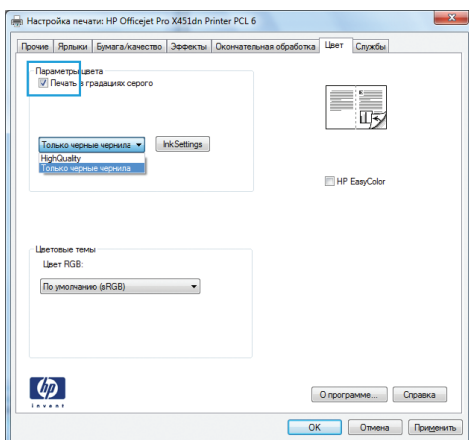 Настройка печати: HP Officejet Pro X451dn Printer PCL 6
Прочие Ярлыки Бумага/качество Эффекты Окончательная обработка Цвет Службы
Параметры цвета
Печать в градациях серого
Только черные чернила InkSettings
HighQuality
Только черные чернила
HP EasyColor
Цветовые темы
Цвет RGB:
По умолчанию (sRGB)
hp
invent
О программе... Справка
OK Отмена Применить